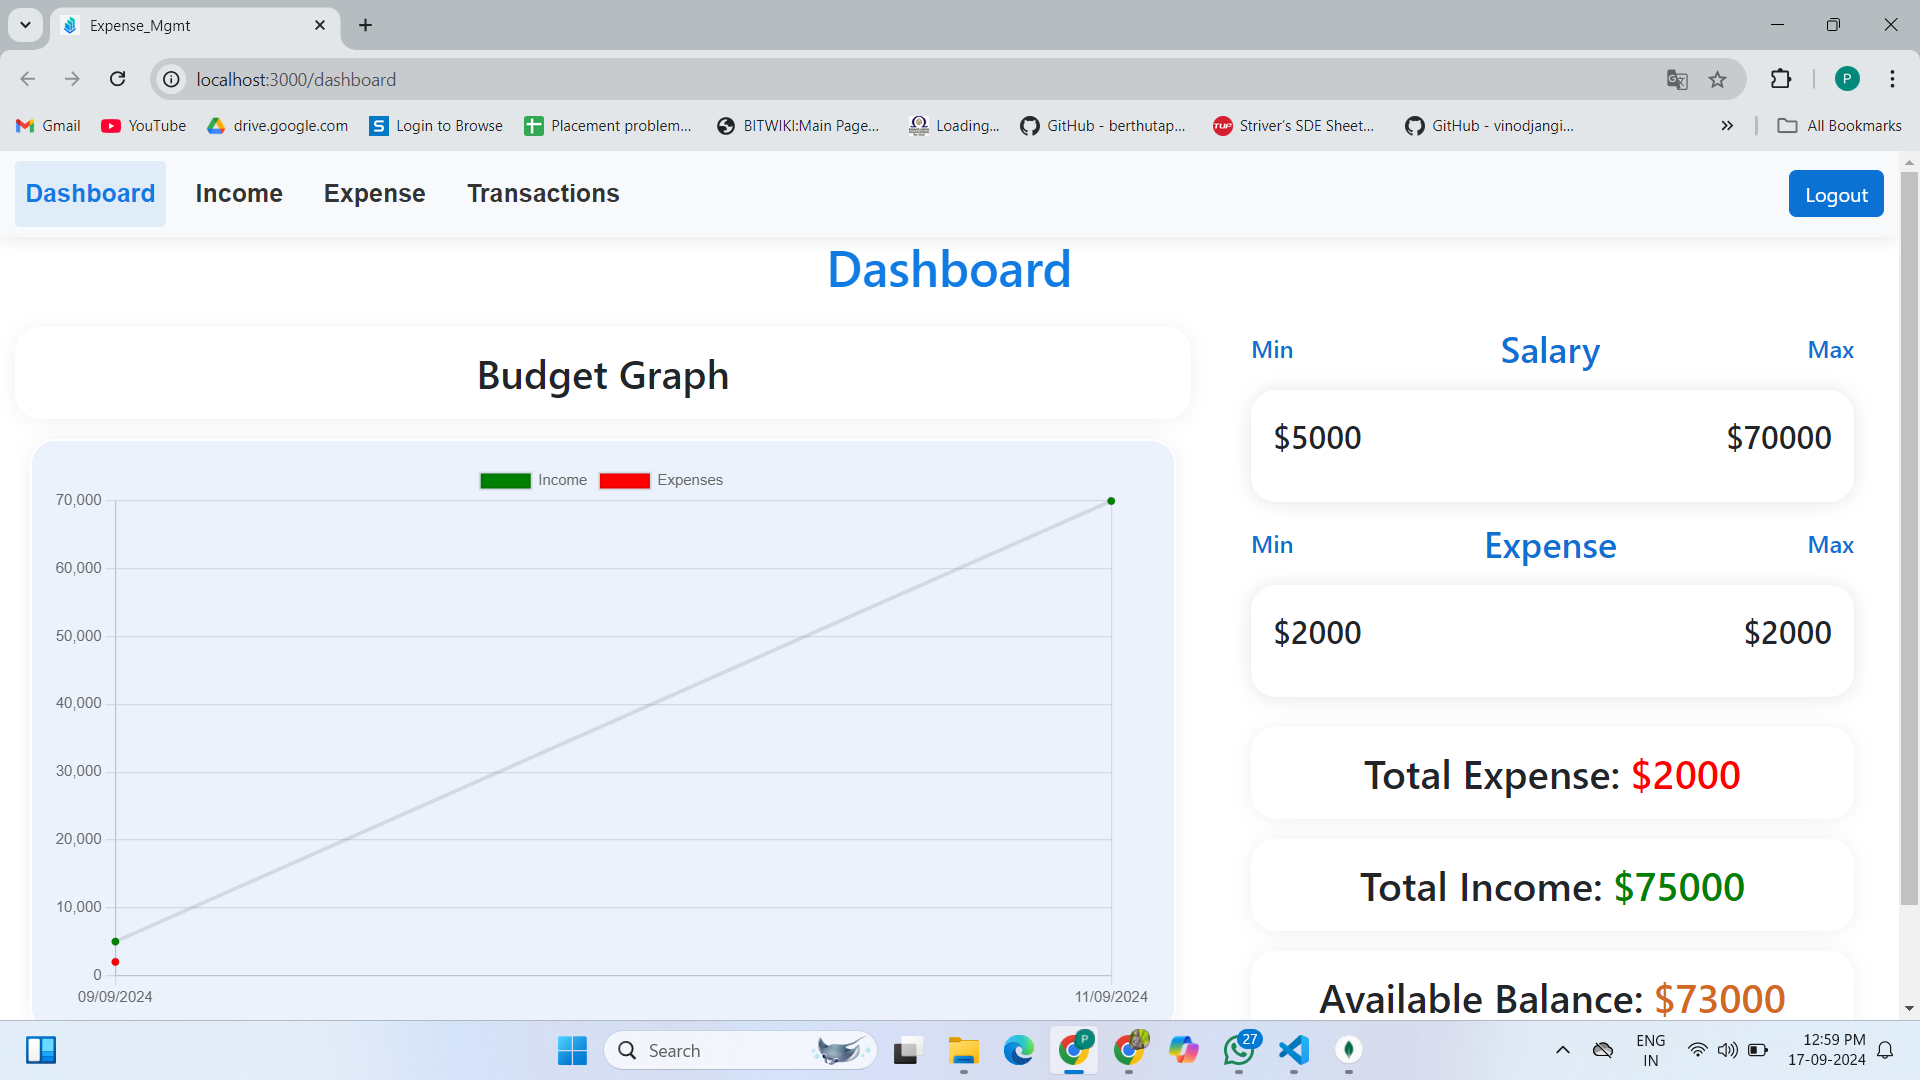 Expense_Mgmt
localhost:3000/dashboard
P
Gmail
YouTube
drive.google.com
S
Login to Browse
Placement problem...
BITWIKI:Main Page...
Loading...
GitHub - berthutap...
TUF
Striver's SDE Sheet...
GitHub - vinodjangi...
All Bookmarks
Dashboard
Income
Expense
Transactions
Logout
Dashboard
Budget Graph
Income
Expenses
70,000
60,000
50,000
40,000
30,000
20,000
10,000
0
09/09/2024
11/09/2024
Min
Salary
Max
$5000
$70000
Min
Expense
Max
$2000
$2000
Total Expense: $2000
Total Income: $75000
Available Balance: $73000
Search
P
27
ENG
IN
12:59 PM
17-09-2024